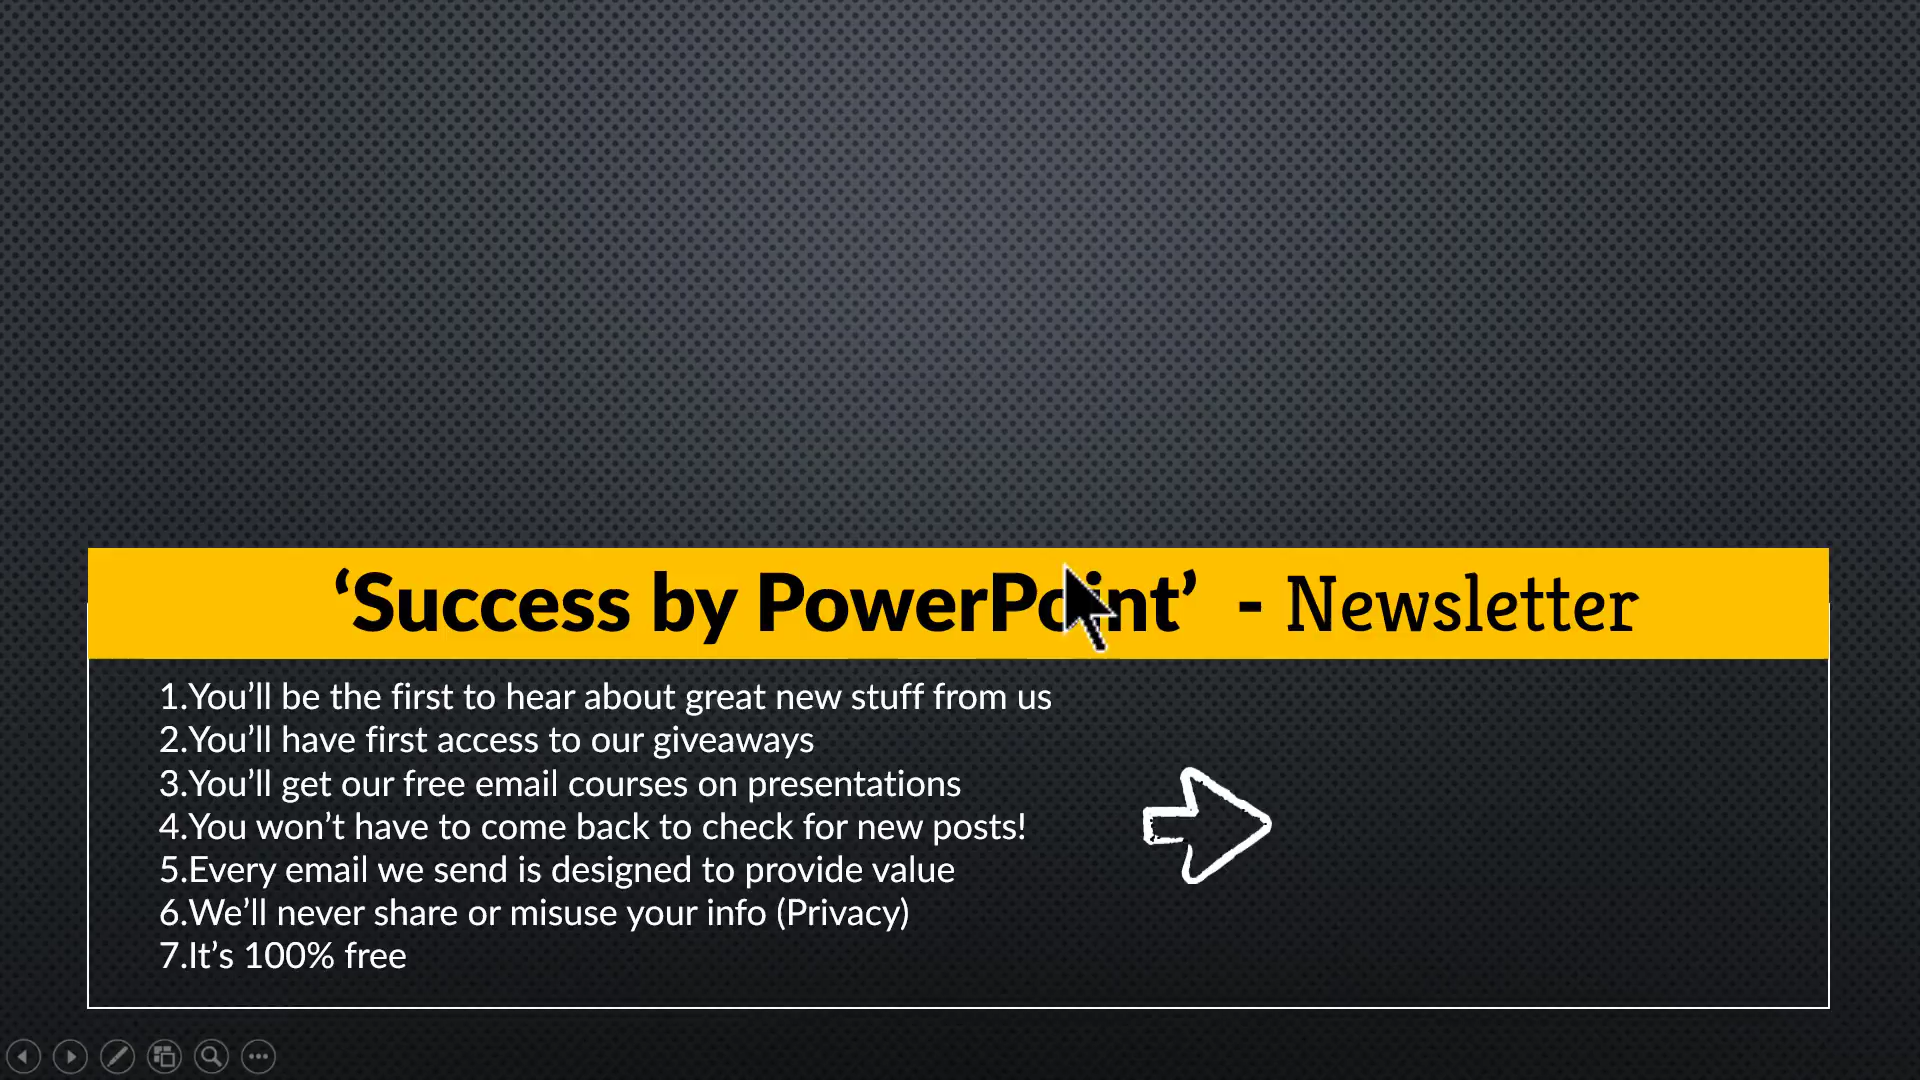 ‘Success by PowerPoint’ - Newsletter
1.You’ll be the first to hear about great new stuff from us
2.You’ll have first access to our giveaways
3.You’ll get our free email courses on presentations
4.You won’t have to come back to check for new posts!
5.Every email we send is designed to provide value
6.We’ll never share or misuse your info (Privacy)
7.It’s 100% free